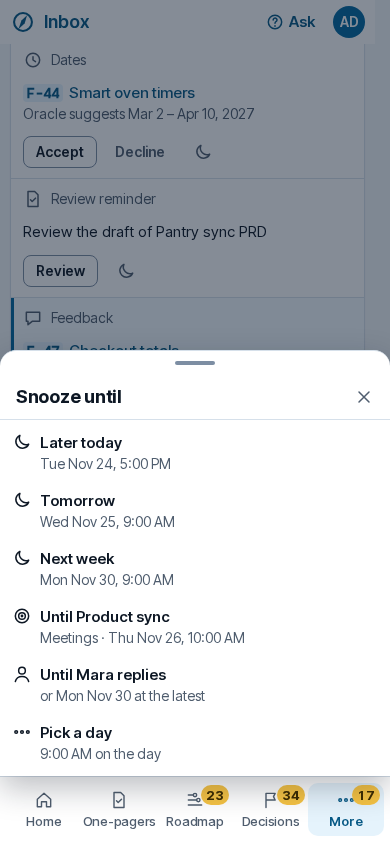 Inbox
Ask
AD
Dates
F-44 Smart oven timers
Oracle suggests Mar 2 – Apr 10, 2027
Accept
Decline
Review reminder
Review the draft of Pantry sync PRD
Review
Feedback
F-47 Checkout totals
Snooze until
Later today
Tue Nov 24, 5:00 PM
Tomorrow
Wed Nov 25, 9:00 AM
Next week
Mon Nov 30, 9:00 AM
Until Product sync
Meetings · Thu Nov 26, 10:00 AM
Until Mara replies
or Mon Nov 30 at the latest
Pick a day
9:00 AM on the day
Home
One-pagers
23
Roadmap
34
Decisions
17
More